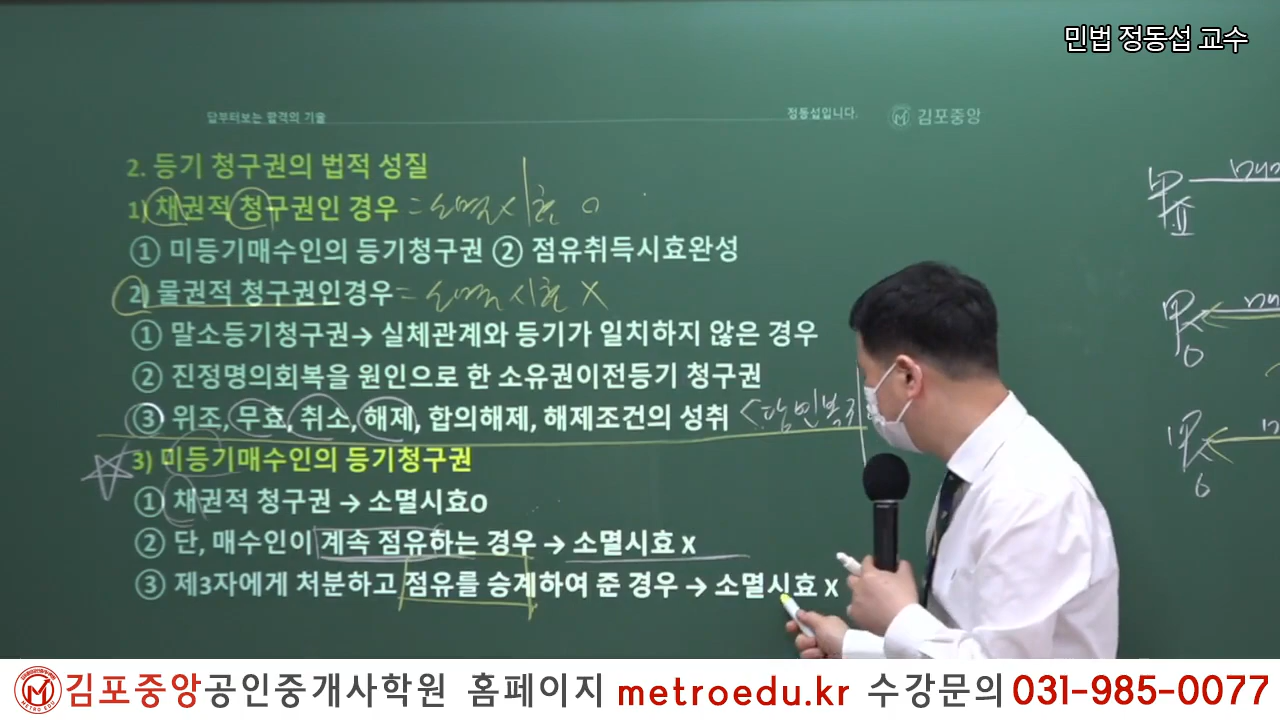 민법 정동섭 교수
답부터보는 합격의 기술
정동섭입니다.
김포중앙
2. 등기 청구권의 법적 성질
1) 채권적 청구권인 경우 = 소멸시효 O
① 미등기매수인의 등기청구권 ② 점유취득시효완성
2) 물권적 청구권인경우 = 소멸시효 X
① 말소등기청구권→ 실체관계와 등기가 일치하지 않은 경우
② 진정명의회복을 원인으로 한 소유권이전등기 청구권
③ 위조, 무효, 취소, 해제, 합의해제, 해제조건의 성취
3) 미등기매수인의 등기청구권
① 채권적 청구권 → 소멸시효O
② 단, 매수인이 계속 점유하는 경우 → 소멸시효 X
③ 제3자에게 처분하고 점유를 승계하여 준 경우 → 소멸시효 X
김포중앙공인중개사학원 홈페이지 metroedu.kr 수강문의 031-985-0077